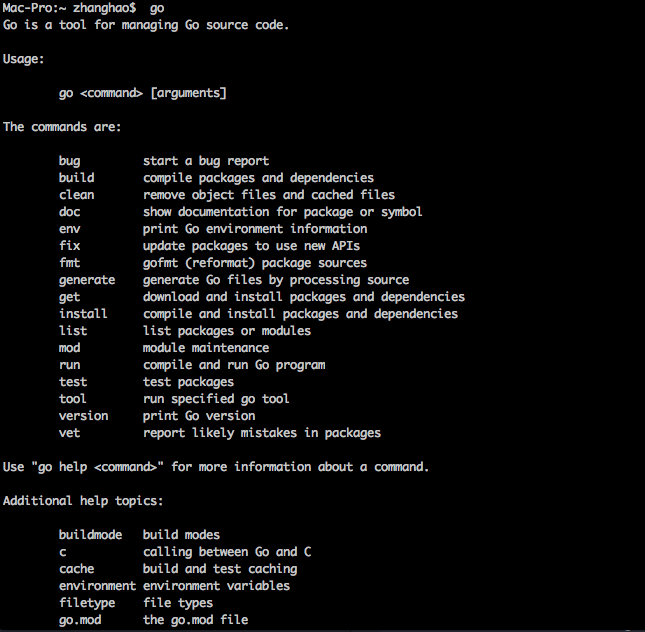 Mac-Pro:~ zhanghao$  go
Go is a tool for managing Go source code.

Usage:

        go <command> [arguments]

The commands are:

        bug         start a bug report
        build       compile packages and dependencies
        clean       remove object files and cached files
        doc         show documentation for package or symbol
        env         print Go environment information
        fix         update packages to use new APIs
        fmt         gofmt (reformat) package sources
        generate    generate Go files by processing source
        get         download and install packages and dependencies
        install     compile and install packages and dependencies
        list        list packages or modules
        mod         module maintenance
        run         compile and run Go program
        test        test packages
        tool        run specified go tool
        version     print Go version
        vet         report likely mistakes in packages

Use "go help <command>" for more information about a command.

Additional help topics:

        buildmode   build modes
        c           calling between Go and C
        cache       build and test caching
        environment environment variables
        filetype    file types
        go.mod      the go.mod file